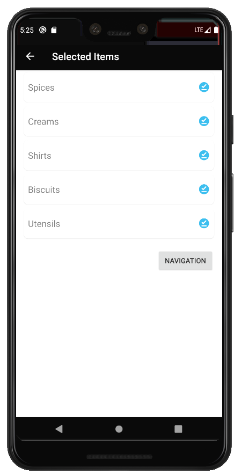 5:25
LTE
Selected Items
Spices
Creams
Shirts
Biscuits
Utensils
NAVIGATION